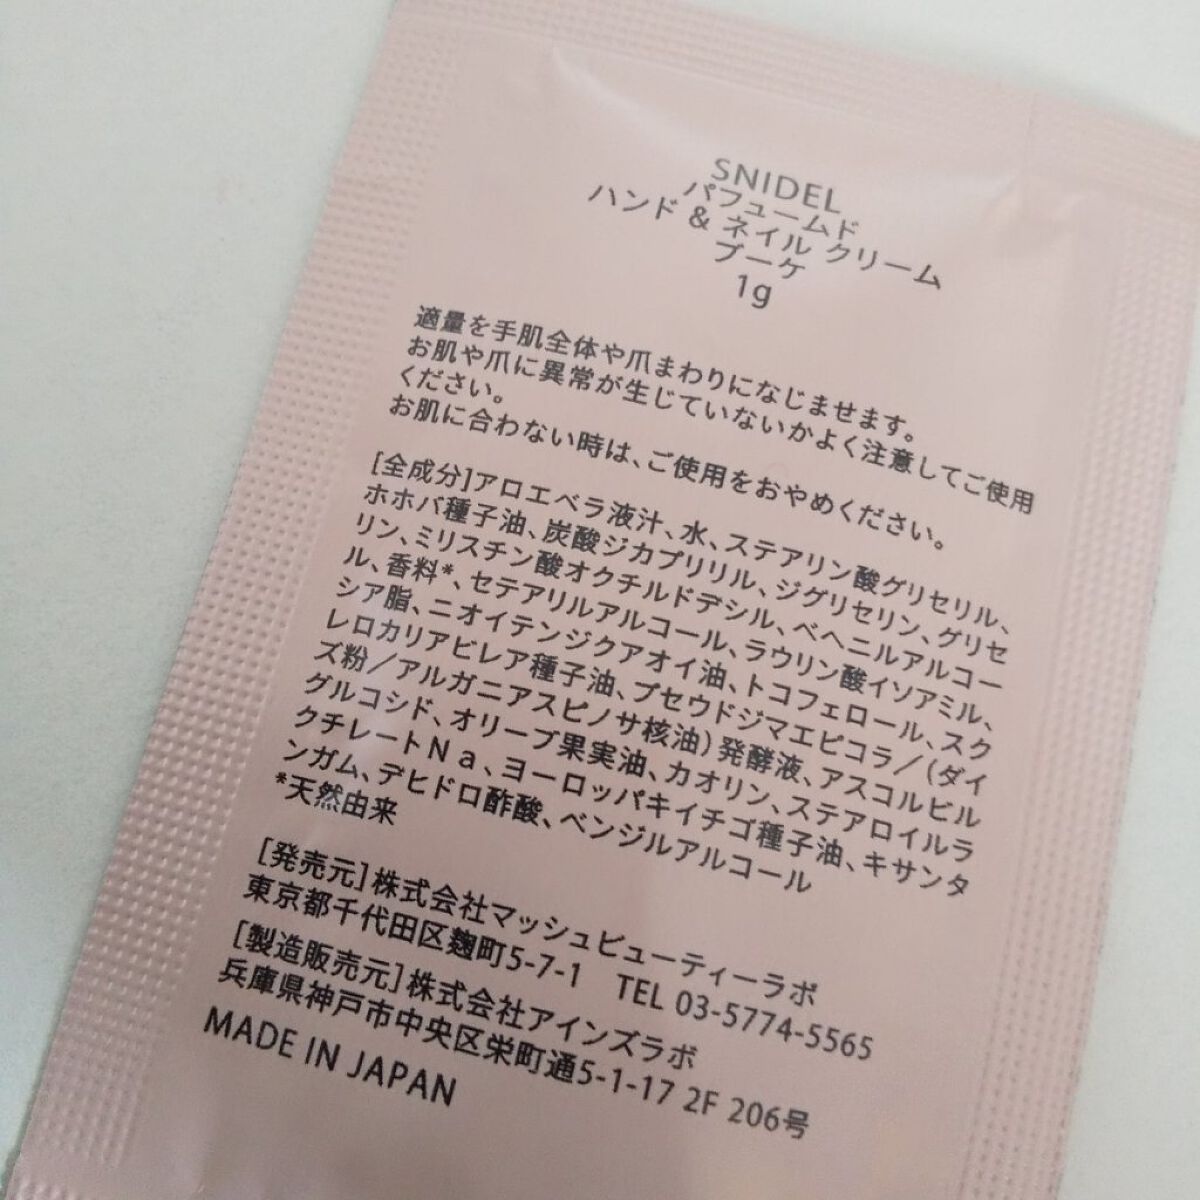 SNIDEL
パフュームド
ハンド & ネイル クリーム
ブーケ
1g
適量を手肌全体や爪まわりになじませます。
お肌や爪に異常が生じていないかよく注意してご使用
ください。
お肌に合わない時は、ご使用をおやめください。
[全成分]アロエベラ液汁、水、ステアリン酸グリセリル、
ホホバ種子油、炭酸ジカプリリル、ジグリセリン、グリセ
リン、ミリスチン酸オクチルドデシル、ベヘニルアルコー
ル、香料*、セテアリルアルコール、ラウリン酸イソアミル、
シア脂、ニオイテンジクアオイ油、トコフェロール、スク
レロカリアビレア種子油、プセウドジマエピコラ/(ダイ
ズ粉/アルガニアスピノサ核油)発酵液、アスコルビル
グルコシド、オリーブ果実油、カオリン、ステアロイルラ
クチレートNa、ヨーロッパキイチゴ種子油、キサンタ
ンガム、デヒドロ酢酸、ベンジルアルコール
*天然由来
[発売元]株式会社マッシュビューティーラボ
東京都千代田区麹町5-7-1 TEL 03-5774-5565
[製造販売元]株式会社アインズラボ
兵庫県神戸市中央区栄町通5-1-17 2F 206号
MADE IN JAPAN